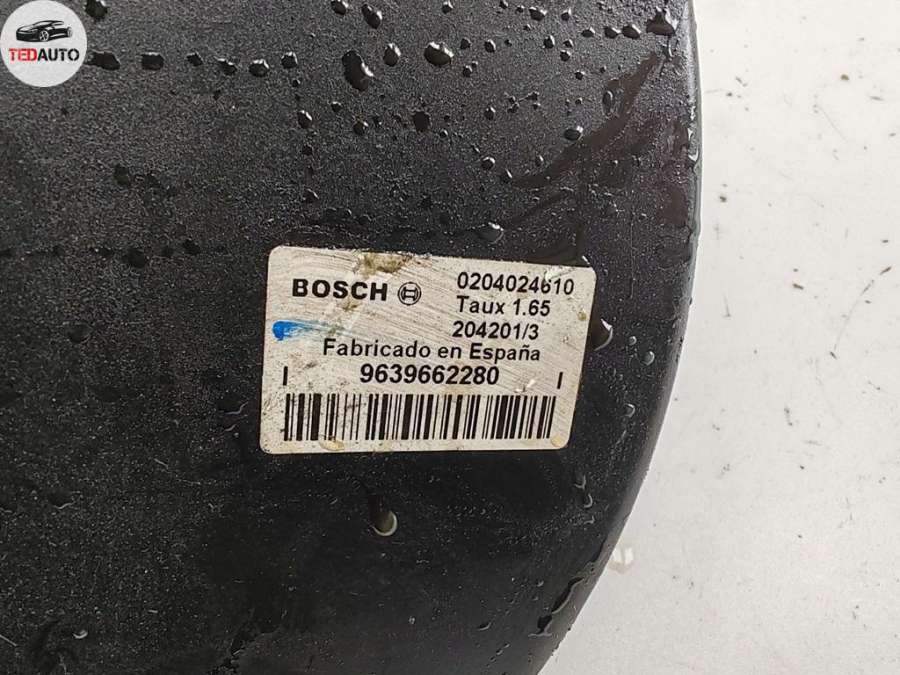 TEDAUTO
BOSCH 0204024610
Taux 1.65
204201/3
Fabricado en España
9639662280